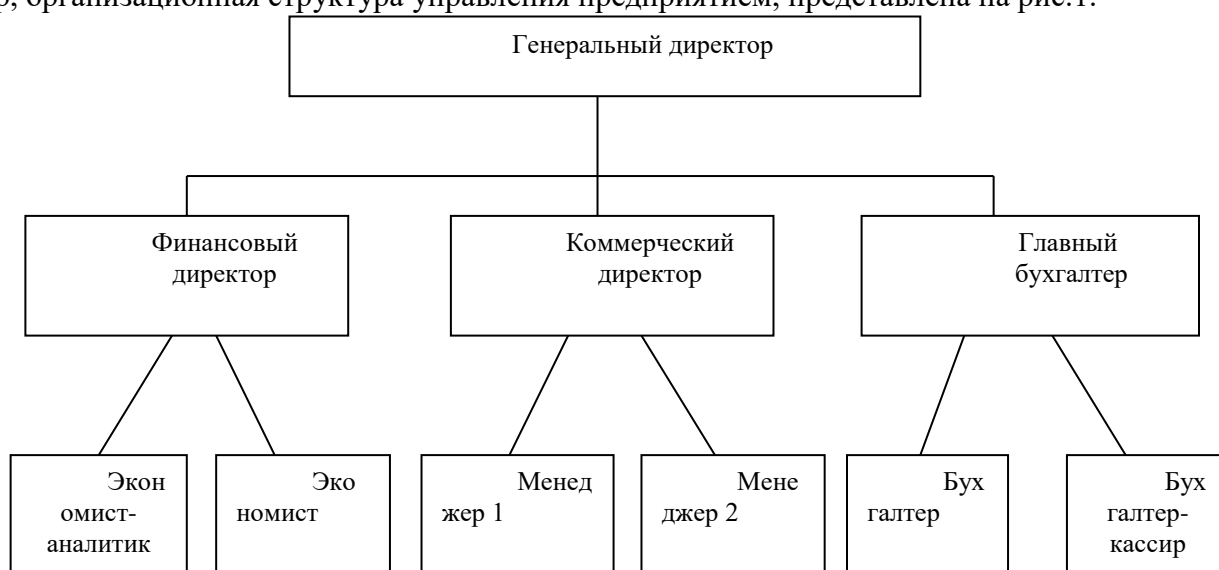 организационная структура управления предприятием, представлена на рис.1.
Генеральный директор
Финансовый
директор
Коммерческий
директор
Главный
бухгалтер
Экон
омист-
аналитик
Эко
номист
Менед
жер 1
Мене
джер 2
Бух
галтер
Бух
галтер-
кассир